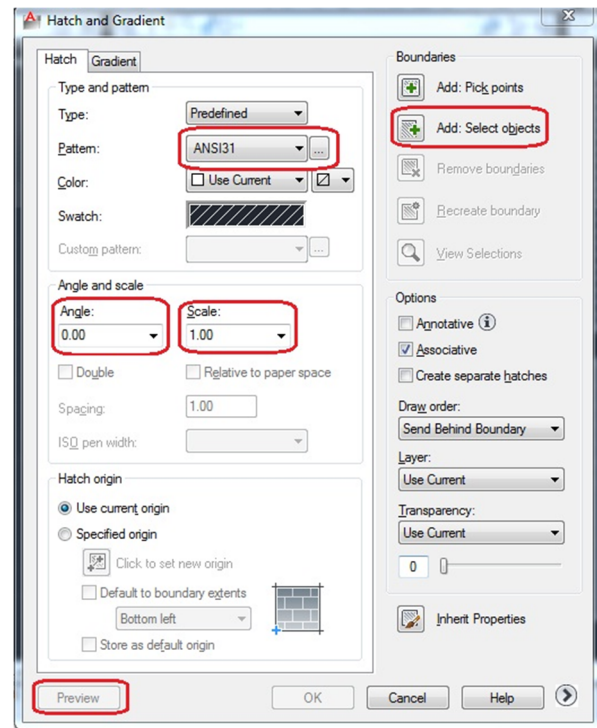 Hatch and Gradient
Hatch Gradient
Type and pattern
Type: Predefined
Pattern: ANSI31 ...
Color: Use Current
Swatch:
Custom pattern: ...
Angle and scale
Angle: Scale:
0.00 1.00
Double Relative to paper space
Spacing: 1.00
ISO pen width:
Hatch origin
Use current origin
Specified origin
Click to set new origin
Default to boundary extents
Bottom left
Store as default origin
Boundaries
Add: Pick points
Add: Select objects
Remove boundaries
Recreate boundary
View Selections
Options
Annotative
Associative
Create separate hatches
Draw order:
Send Behind Boundary
Layer:
Use Current
Transparency:
Use Current
0
Inherit Properties
Preview OK Cancel Help